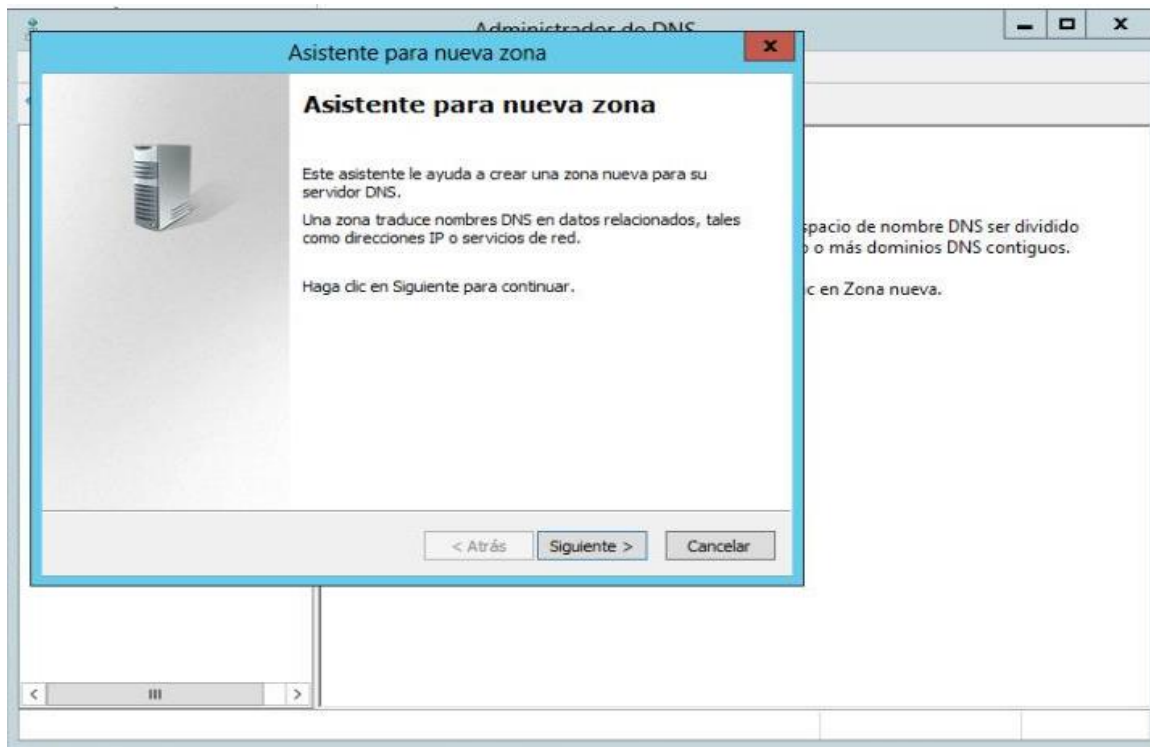 Administrador de DNS
Asistente para nueva zona
x
Asistente para nueva zona
Este asistente le ayuda a crear una zona nueva para su
servidor DNS.
Una zona traduce nombres DNS en datos relacionados, tales
como direcciones IP o servicios de red.
Haga clic en Siguiente para continuar.
< Atrás Siguiente > Cancelar
spacio de nombre DNS ser dividido
o más dominios DNS contiguos.
c en Zona nueva.